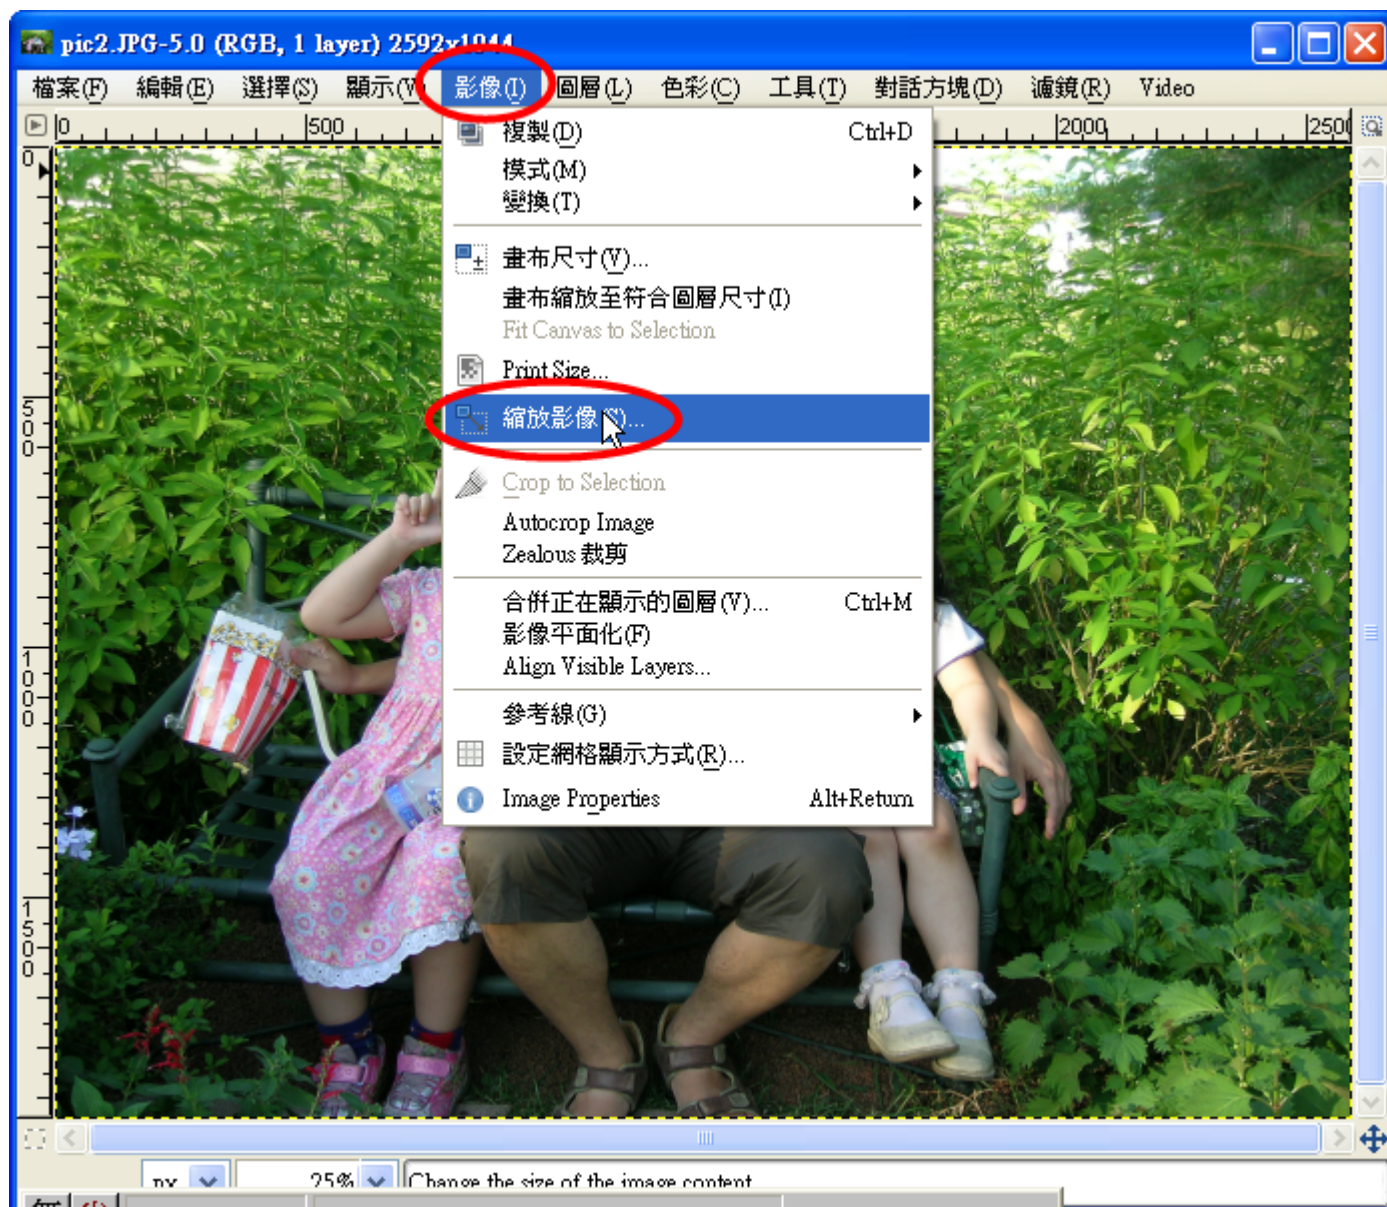 pic2.JPG-5.0 (RGB, 1 layer) 2592x1944
檔案(F) 編輯(E) 選擇(S) 顯示(V) 影像(I) 圖層(L) 色彩(C) 工具(T) 對話方塊(D) 濾鏡(R) Video
0 500 2000 2500
複製(D) Ctrl+D
模式(M)
變換(T)
畫布尺寸(V)...
畫布縮放至符合圖層尺寸(I)
Fit Canvas to Selection
Print Size...
縮放影像(S)...
Crop to Selection
Autocrop Image
Zealous 裁剪
合併正在顯示的圖層(V)... Ctrl+M
影像平面化(F)
Align Visible Layers...
參考線(G)
設定網格顯示方式(R)...
Image Properties Alt+Return
0
500
1000
1500
px 25% Change the size of the image content